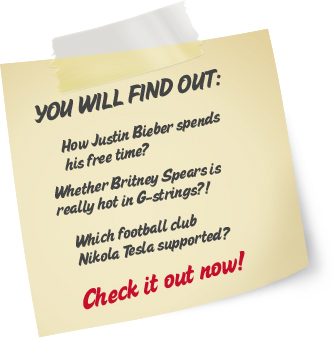 YOU WILL FIND OUT:
How Justin Bieber spends
his free time?
Whether Britney Spears is
really hot in G-strings?!
Which football club
Nikola Tesla supported?
Check it out now!